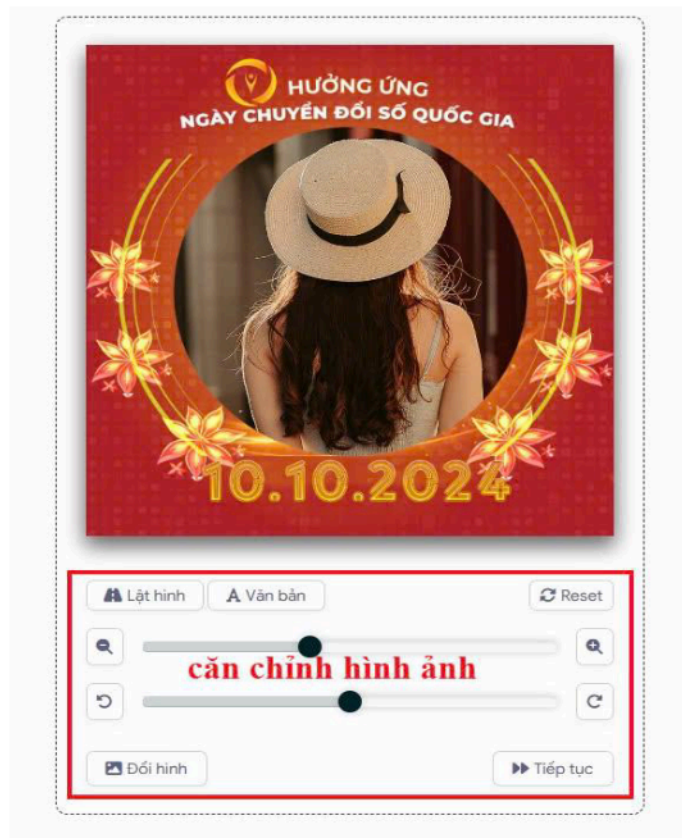 HƯỞNG ỨNG
NGÀY CHUYỂN ĐỔI SỐ QUỐC GIA
10.10.2024
Lật hình A Văn bản Reset
căn chỉnh hình ảnh
Đổi hình Tiếp tục